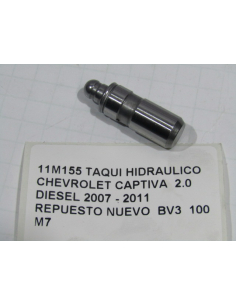 11M155 TAQUI HIDRAULICO
CHEVROLET CAPTIVA 2.0
DIESEL 2007 - 2011
REPUESTO NUEVO BV3 100
M7